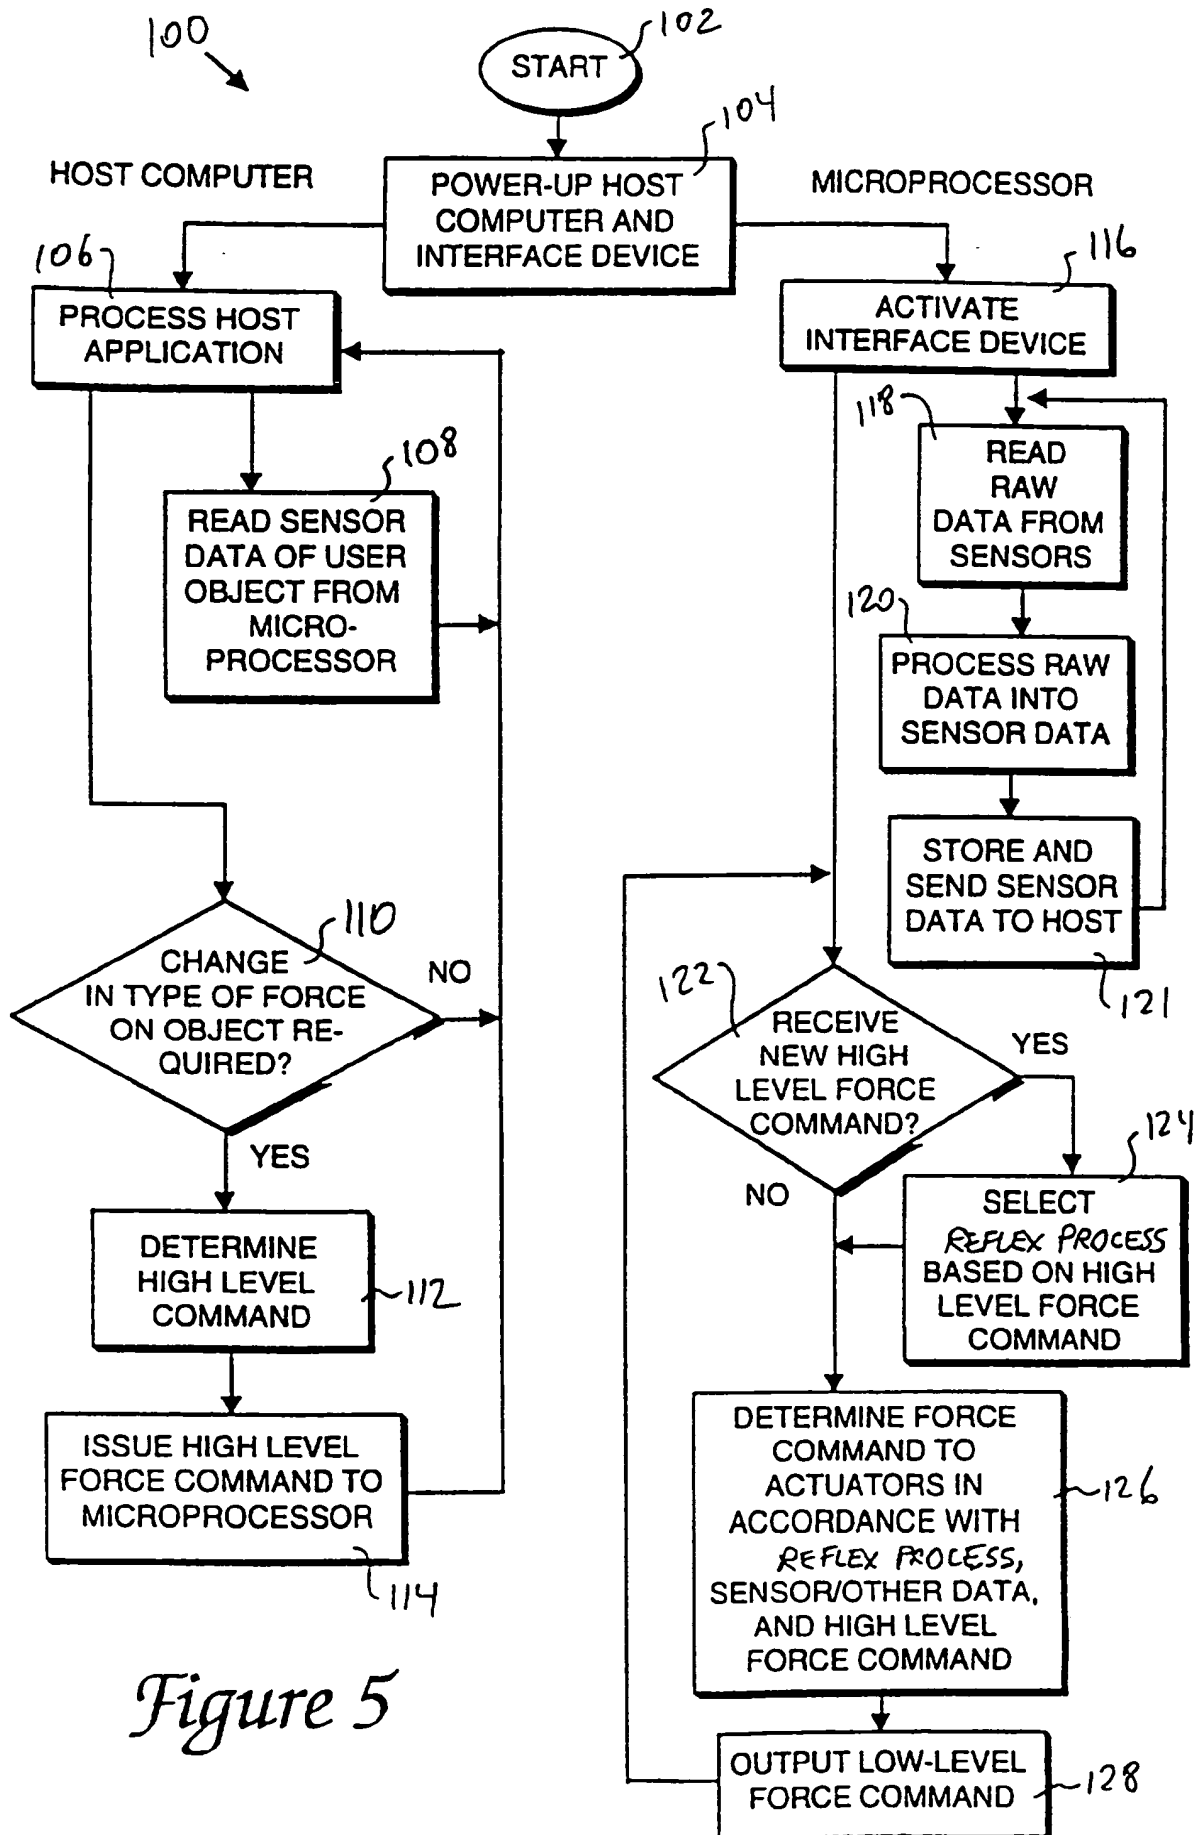 100
102
START
104
HOST COMPUTER
POWER-UP HOST
COMPUTER AND
INTERFACE DEVICE
MICROPROCESSOR
106
PROCESS HOST
APPLICATION
116
ACTIVATE
INTERFACE DEVICE
108
READ SENSOR
DATA OF USER
OBJECT FROM
MICRO-
PROCESSOR
118
READ
RAW
DATA FROM
SENSORS
120
PROCESS RAW
DATA INTO
SENSOR DATA
STORE AND
SEND SENSOR
DATA TO HOST
121
110
CHANGE
IN TYPE OF FORCE
ON OBJECT RE-
QUIRED?
NO
YES
122
RECEIVE
NEW HIGH
LEVEL FORCE
COMMAND?
YES
NO
124
SELECT
REFLEX PROCESS
BASED ON HIGH
LEVEL FORCE
COMMAND
DETERMINE
HIGH LEVEL
COMMAND
112
ISSUE HIGH LEVEL
FORCE COMMAND TO
MICROPROCESSOR
114
DETERMINE FORCE
COMMAND TO
ACTUATORS IN
ACCORDANCE WITH
REFLEX PROCESS,
SENSOR/OTHER DATA,
AND HIGH LEVEL
FORCE COMMAND
126
OUTPUT LOW-LEVEL
FORCE COMMAND
128
Figure 5